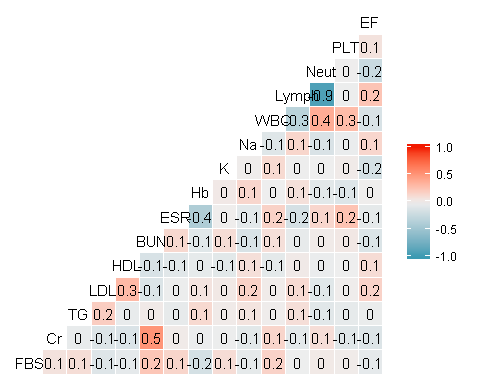 EF
PLT 0.1
Neut 0 -0.2
Lymph -0.9 0 0.2
WBC -0.3 0.4 0.3 -0.1
Na -0.1 0.1 -0.1 0 0.1
K 0 0.1 0 0 0 -0.2
Hb 0 0.1 0 0.1 -0.1 -0.1 0
ESR -0.4 0 -0.1 0.2 -0.2 0.1 0.2 -0.1
BUN 0.1 -0.1 0.1 -0.1 0.1 0 0 0 -0.1
HDL -0.1 -0.1 0 -0.1 0 0.1 0 0 0 0.1
LDL 0.3 -0.1 0 0.1 0 0.2 0 0.1 -0.1 0 0.2
TG 0.2 0 0 0 0.1 0 0.1 0 0.1 -0.1 0 0
Cr 0 -0.1 -0.1 0.5 0 0 -0.1 0 -0.1 -0.1 0.1 -0.1 -0.1
FBS 0.1 0.1 -0.1 -0.1 0.2 0.1 -0.2 0.1 -0.1 0.2 0 0 0 -0.1
1.0
0.5
0.0
-0.5
-1.0